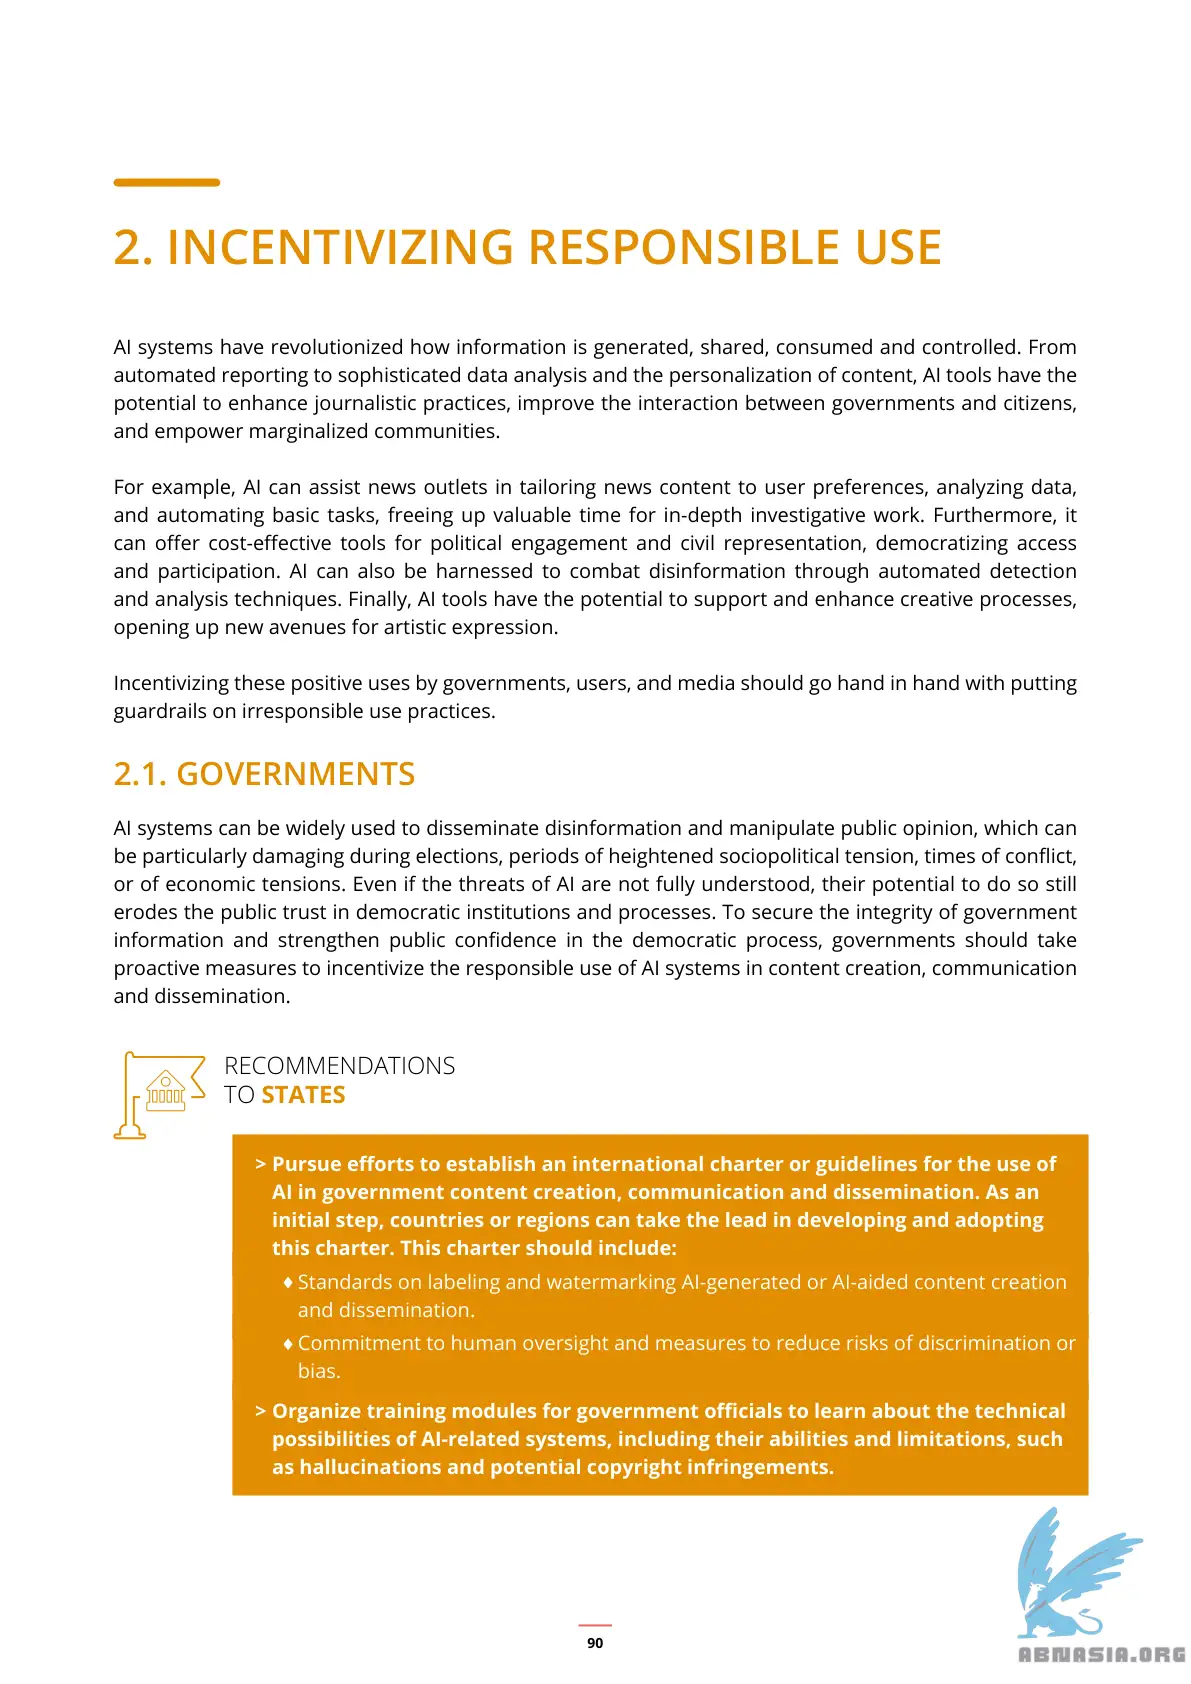 2. INCENTIVIZING RESPONSIBLE USE
AI systems have revolutionized how information is generated, shared, consumed and controlled. From
automated reporting to sophisticated data analysis and the personalization of content, AI tools have the
potential to enhance journalistic practices, improve the interaction between governments and citizens,
and empower marginalized communities.
For example, AI can assist news outlets in tailoring news content to user preferences, analyzing data,
and automating basic tasks, freeing up valuable time for in-depth investigative work. Furthermore, it
can offer cost-effective tools for political engagement and civil representation, democratizing access
and participation. AI can also be harnessed to combat disinformation through automated detection
and analysis techniques. Finally, AI tools have the potential to support and enhance creative processes,
opening up new avenues for artistic expression.
Incentivizing these positive uses by governments, users, and media should go hand in hand with putting
guardrails on irresponsible use practices.
2.1. GOVERNMENTS
AI systems can be widely used to disseminate disinformation and manipulate public opinion, which can
be particularly damaging during elections, periods of heightened sociopolitical tension, times of conflict,
or of economic tensions. Even if the threats of AI are not fully understood, their potential to do so still
erodes the public trust in democratic institutions and processes. To secure the integrity of government
information and strengthen public confidence in the democratic process, governments should take
proactive measures to incentivize the responsible use of AI systems in content creation, communication
and dissemination.
RECOMMENDATIONS
TO STATES
> Pursue efforts to establish an international charter or guidelines for the use of
AI in government content creation, communication and dissemination. As an
initial step, countries or regions can take the lead in developing and adopting
this charter. This charter should include:
♦ Standards on labeling and watermarking AI-generated or AI-aided content creation
and dissemination.
♦ Commitment to human oversight and measures to reduce risks of discrimination or
bias.
> Organize training modules for government officials to learn about the technical
possibilities of AI-related systems, including their abilities and limitations, such
as hallucinations and potential copyright infringements.
90
ABNASIA.ORG